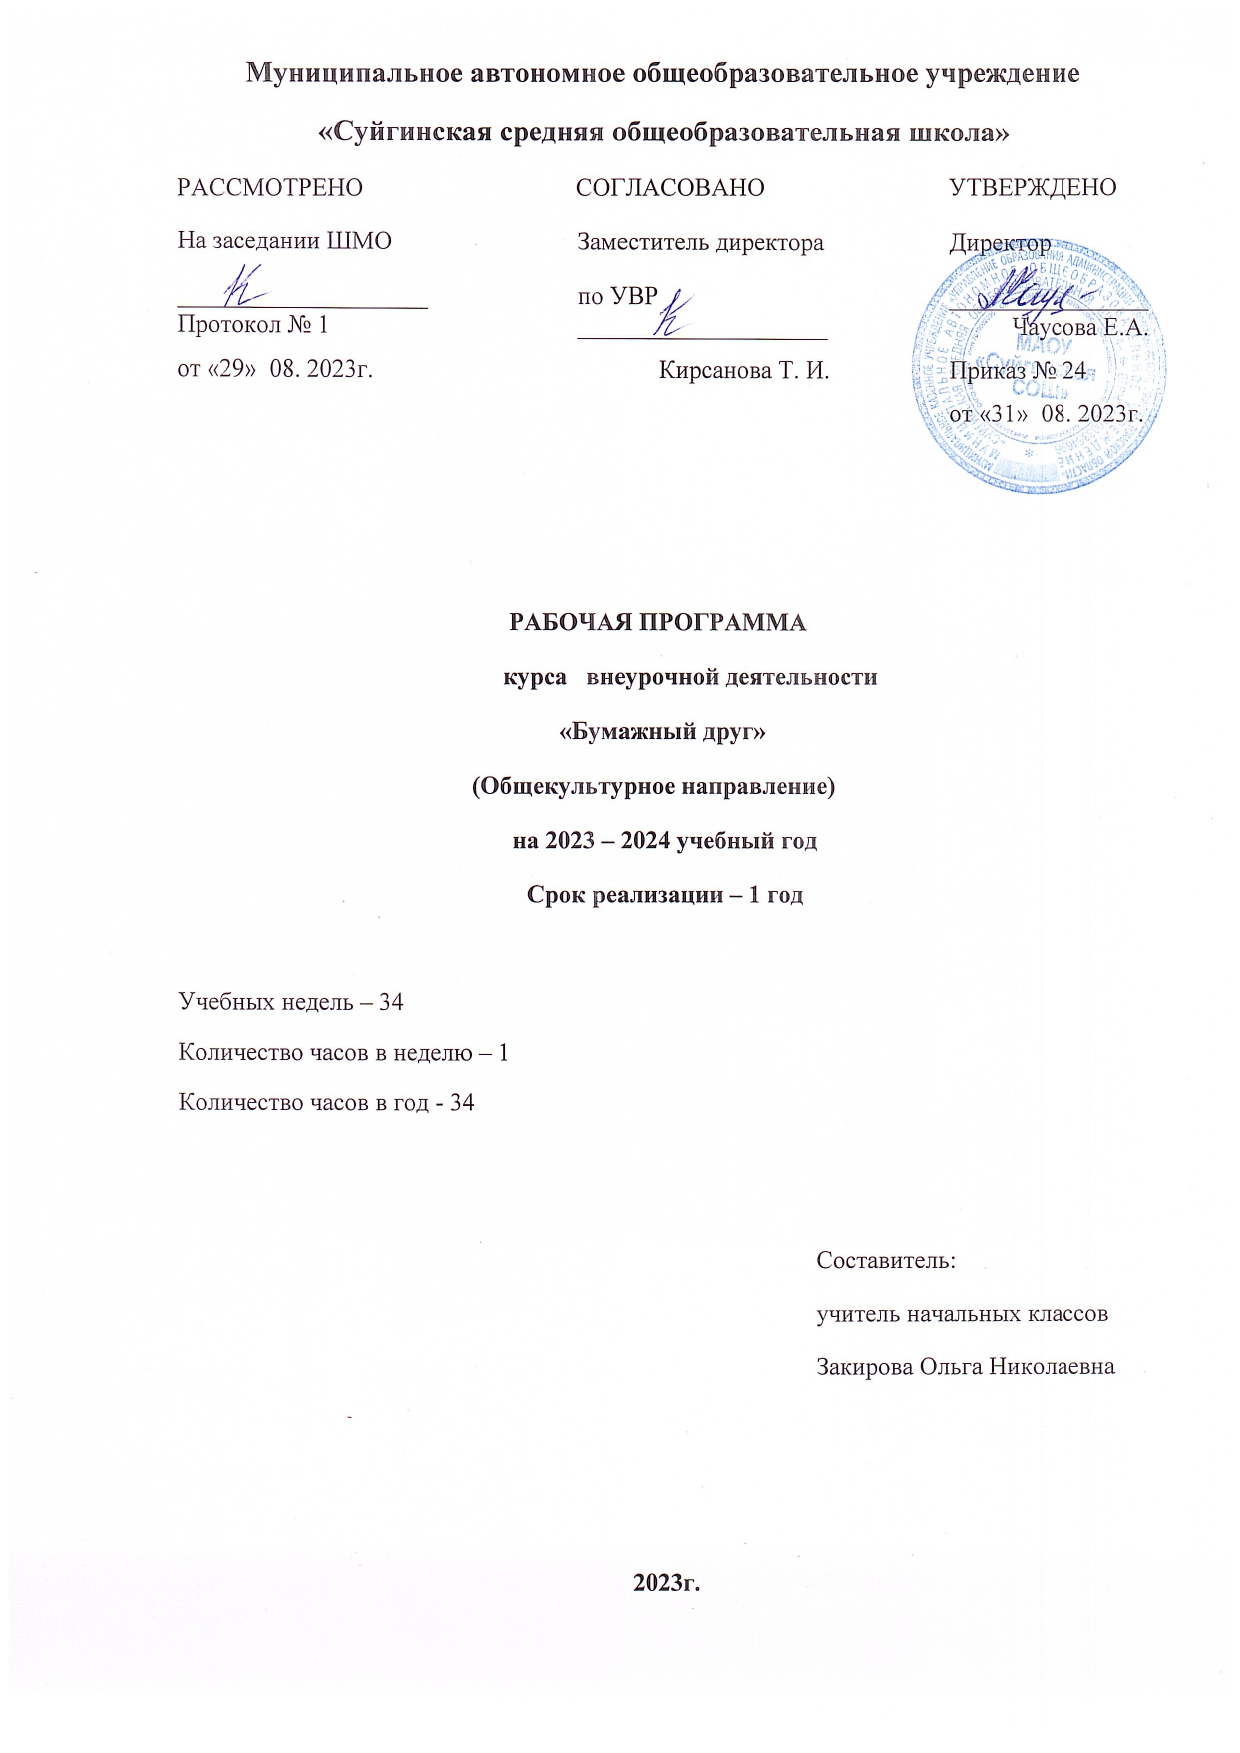 Муниципальное автономное общеобразовательное учреждение
«Суйгинская средняя общеобразовательная школа»
РАССМОТРЕНО СОГЛАСОВАНО УТВЕРЖДЕНО
На заседании ШМО Заместитель директора Директор
по УВР
Протокол № 1 Чаусова Е.А.
от «29» 08. 2023г. Кирсанова Т. И. Приказ № 24
от «31» 08. 2023г.
МАОУ
«Суйгинская
СОШ»
РАБОЧАЯ ПРОГРАММА
курса внеурочной деятельности
«Бумажный друг»
(Общекультурное направление)
на 2023 – 2024 учебный год
Срок реализации – 1 год
Учебных недель – 34
Количество часов в неделю – 1
Количество часов в год - 34
Составитель:
учитель начальных классов
Закирова Ольга Николаевна
2023г.